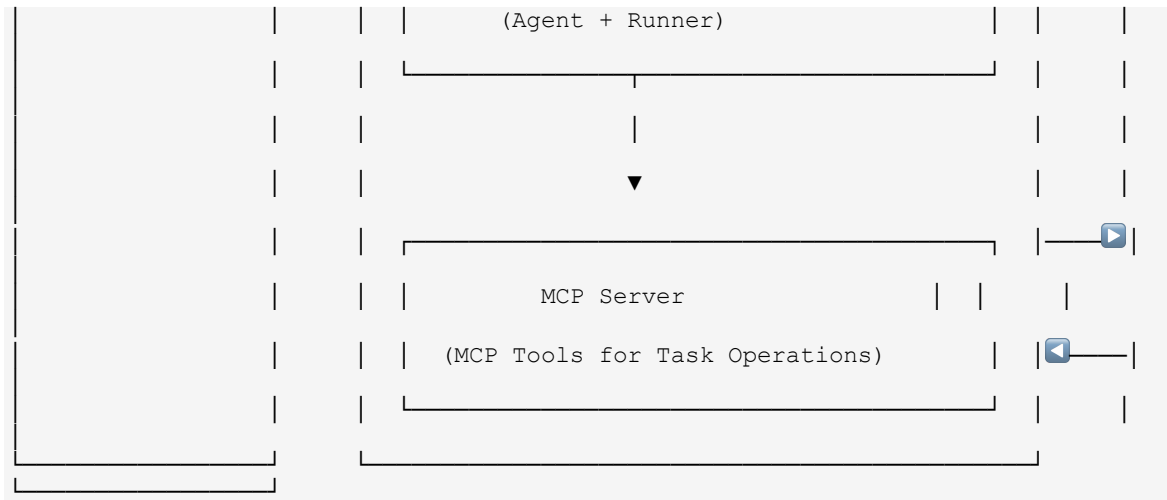 (Agent + Runner)
MCP Server
(MCP Tools for Task Operations)